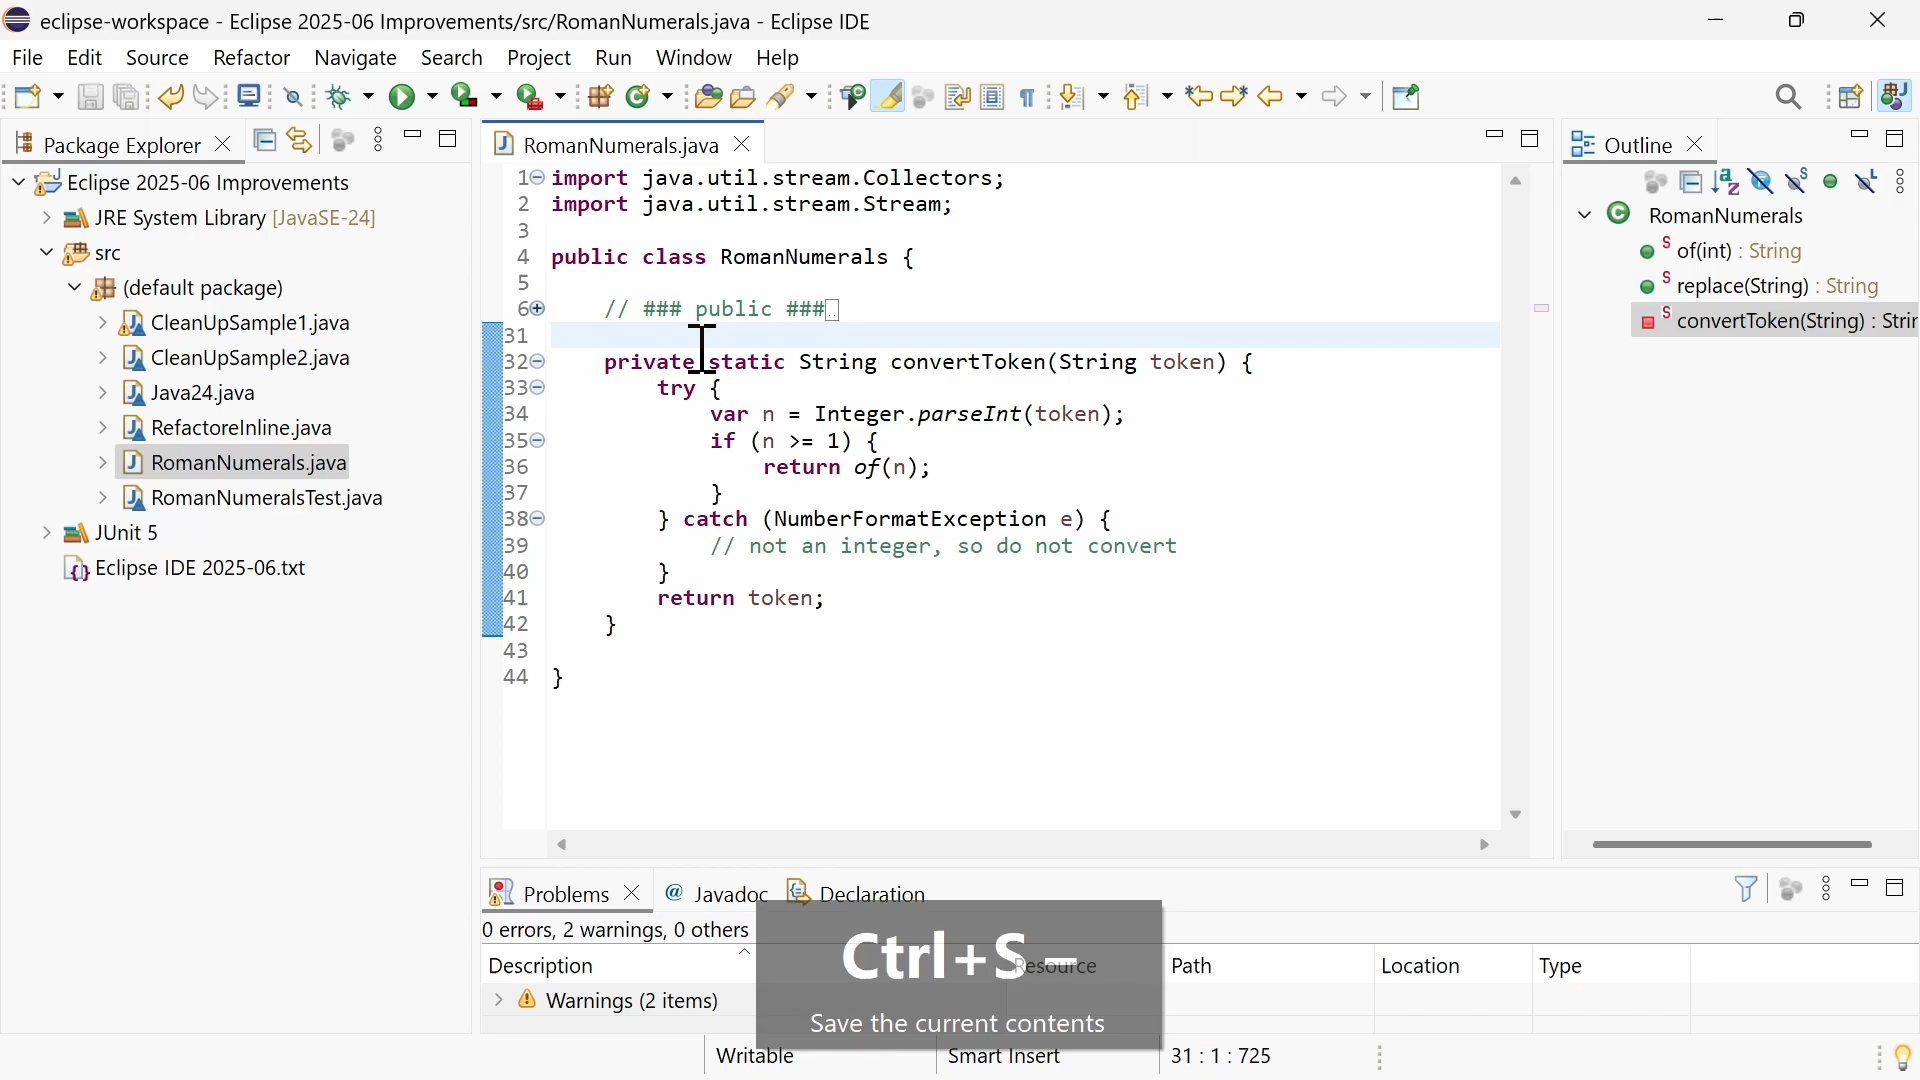 eclipse-workspace - Eclipse 2025-06 Improvements/src/RomanNumerals.java - Eclipse IDE
File Edit Source Refactor Navigate Search Project Run Window Help
Package Explorer
Eclipse 2025-06 Improvements
JRE System Library [JavaSE-24]
src
(default package)
CleanUpSample1.java
CleanUpSample2.java
Java24.java
RefactoreInline.java
RomanNumerals.java
RomanNumeralsTest.java
JUnit 5
Eclipse IDE 2025-06.txt
RomanNumerals.java
1 import java.util.stream.Collectors;
2 import java.util.stream.Stream;
3
4 public class RomanNumerals {
5
6 // ### public ###
31
32 private static String convertToken(String token) {
33 try {
34 var n = Integer.parseInt(token);
35 if (n >= 1) {
36 return of(n);
37 }
38 } catch (NumberFormatException e) {
39 // not an integer, so do not convert
40 }
41 return token;
42 }
43
44 }
Outline
RomanNumerals
of(int) : String
replace(String) : String
convertToken(String) : Strir
Problems @ Javadoc Declaration
0 errors, 2 warnings, 0 others
Description Resource Path Location Type
Warnings (2 items)
Ctrl+S –
Save the current contents
Writable Smart Insert 31 : 1 : 725